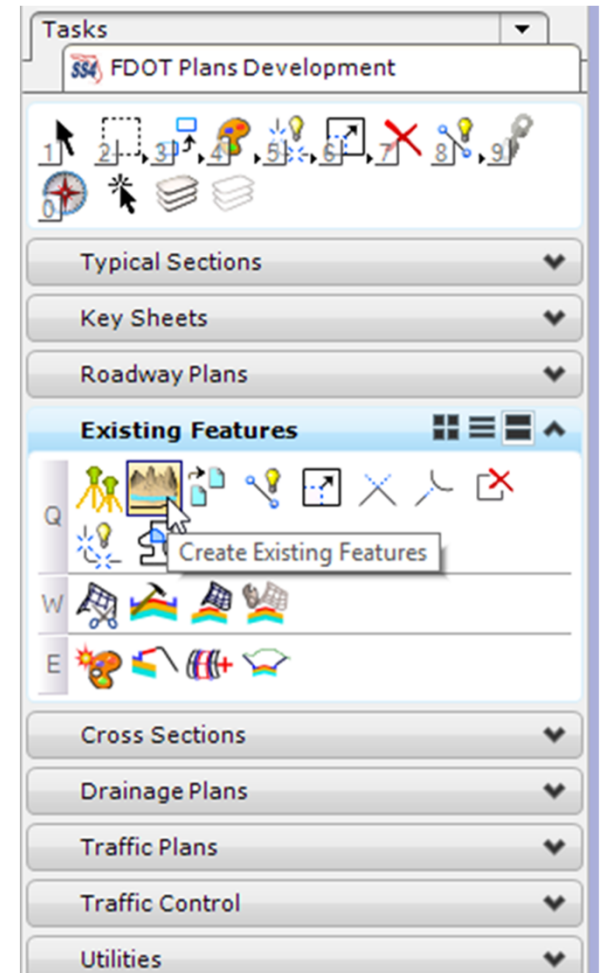 Tasks
SS4 FDOT Plans Development
1 2 3 4 5 6 7 8 9
0
Typical Sections
Key Sheets
Roadway Plans
Existing Features
Q
Create Existing Features
W
E
Cross Sections
Drainage Plans
Traffic Plans
Traffic Control
Utilities